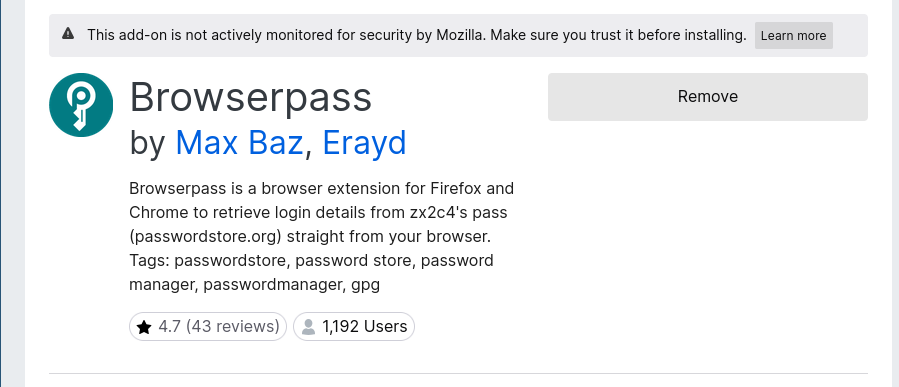 This add-on is not actively monitored for security by Mozilla. Make sure you trust it before installing. Learn more
Browserpass
by Max Baz, Erayd
Remove
Browserpass is a browser extension for Firefox and
Chrome to retrieve login details from zx2c4's pass
(passwordstore.org) straight from your browser.
Tags: passwordstore, password store, password
manager, passwordmanager, gpg
4.7 (43 reviews) 1,192 Users